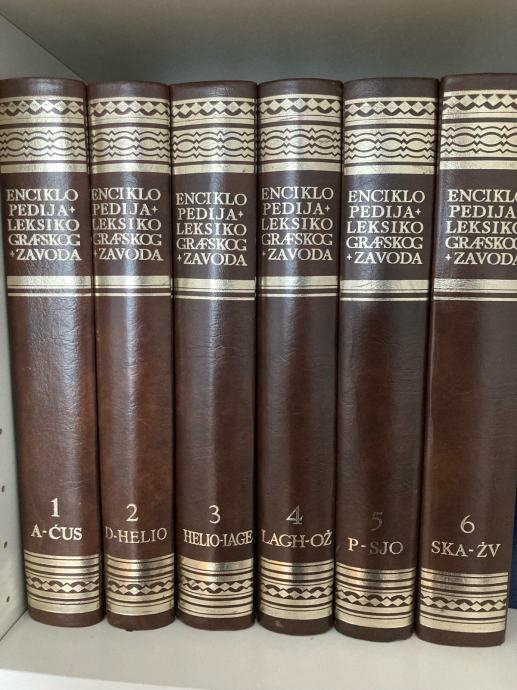 ENCIKLO
PEDIJA+
LEKSIKO
GRAFSKOG
+ZAVODA
1
A-ĆUS
ENCIKLO
PEDIJA+
LEKSIKO
GRAFSKOG
+ZAVODA
2
D-HELIO
ENCIKLO
PEDIJA+
LEKSIKO
GRAFSKOG
+ZAVODA
3
HELIO-IAGE
ENCIKLO
PEDIJA+
LEKSIKO
GRAFSKOG
+ZAVODA
4
LAGH-OŽ
ENCIKLO
PEDIJA+
LEKSIKO
GRAFSKOG
+ZAVODA
5
P-SJO
ENCIKLO
PEDIJA+
LEKSIKO
GRAFSKOG
+ZAVODA
6
SKA-ŽV